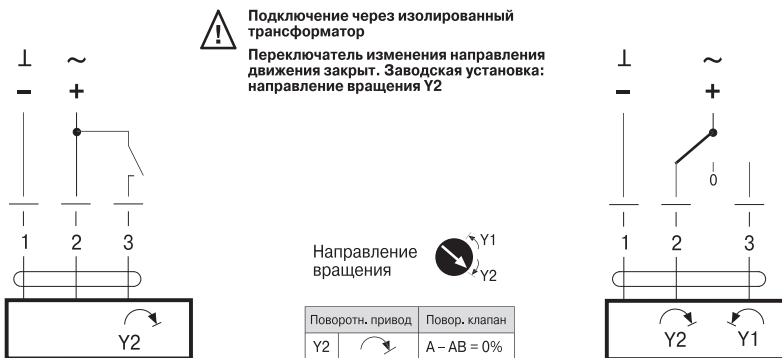 Подключение через изолированный
трансформатор
Переключатель изменения направления
движения закрыт. Заводская установка:
направление вращения Y2
⊥ ~
– +
1 2 3
Y2
Направление
вращения
Y1
Y2
Поворотн. привод Повор. клапан
Y2 A – AB = 0%
⊥ ~
– +
0
1 2 3
Y2 Y1